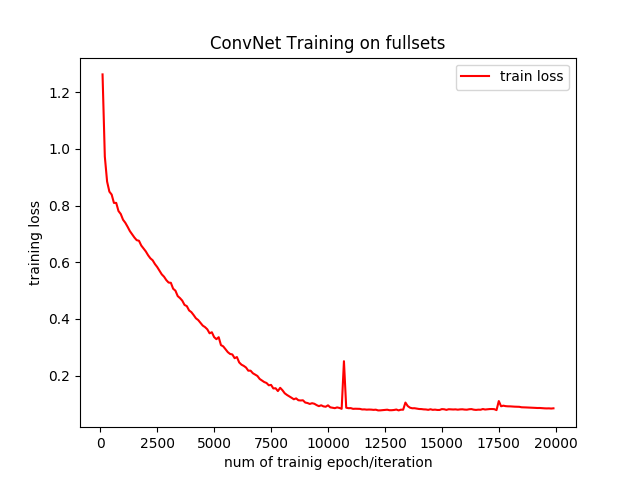 ConvNet Training on fullsets
train loss
training loss
1.2
1.0
0.8
0.6
0.4
0.2
0 2500 5000 7500 10000 12500 15000 17500 20000
num of trainig epoch/iteration